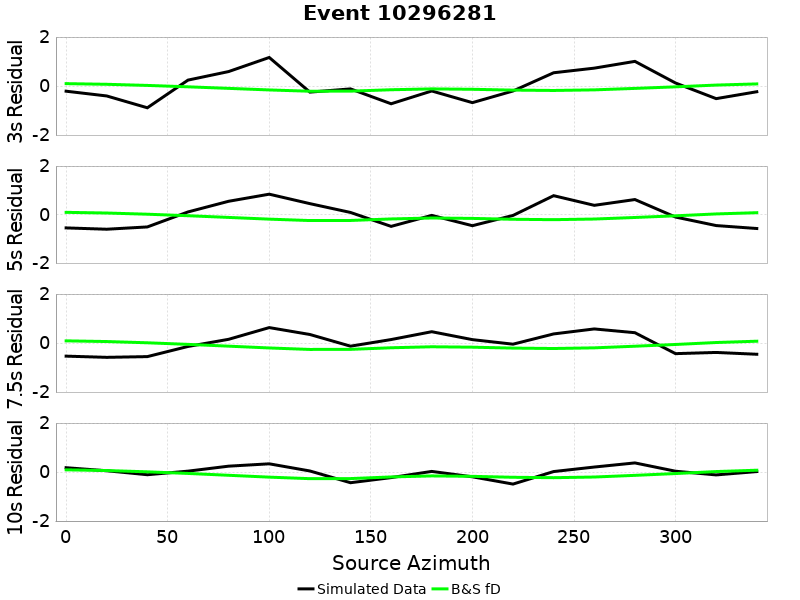 Event 10296281
3s Residual
2
0
-2
5s Residual
2
0
-2
7.5s Residual
2
0
-2
10s Residual
2
0
-2
0 50 100 150 200 250 300
Source Azimuth
Simulated Data B&S fD